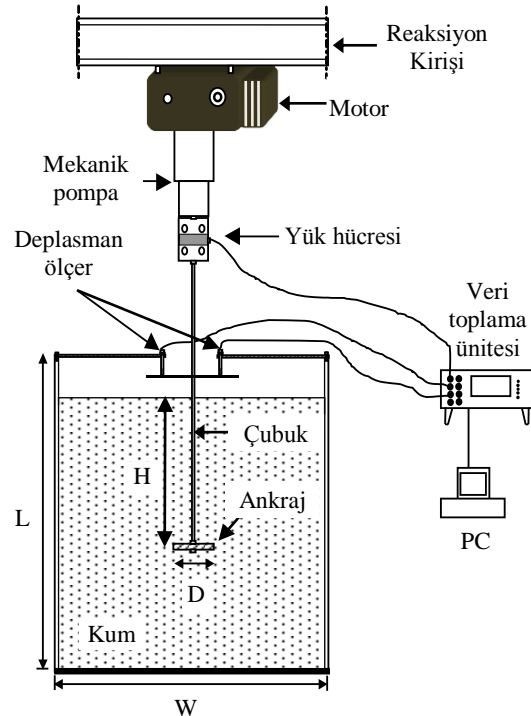 Reaksiyon
Kirişi
Motor
Mekanik
pompa
Yük hücresi
Deplasman
ölçer
Veri
toplama
ünitesi
Çubuk
H
Ankraj
L
PC
D
Kum
W